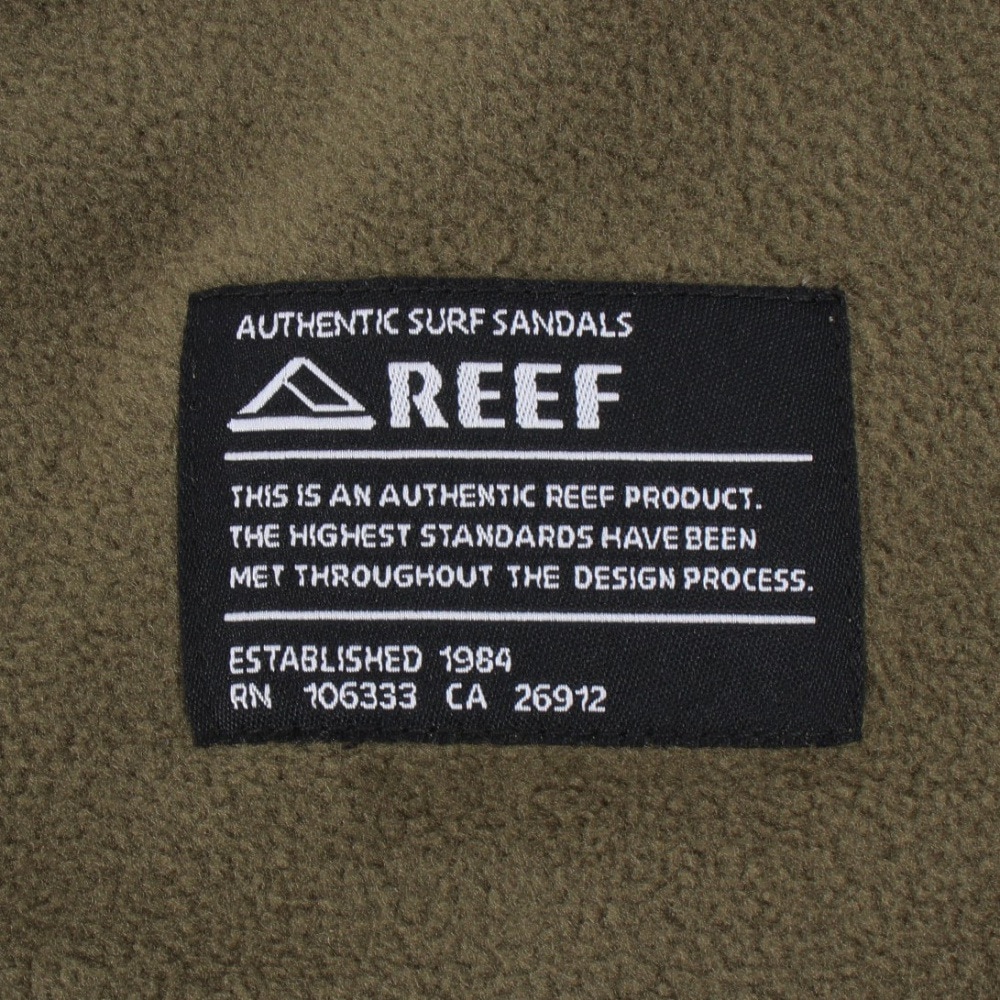 AUTHENTIC SURF SANDALS
REEF
THIS IS AN AUTHENTIC REEF PRODUCT.
THE HIGHEST STANDARDS HAVE BEEN
MET THROUGHOUT THE DESIGN PROCESS.
ESTABLISHED 1984
RN 106333 CA 26912